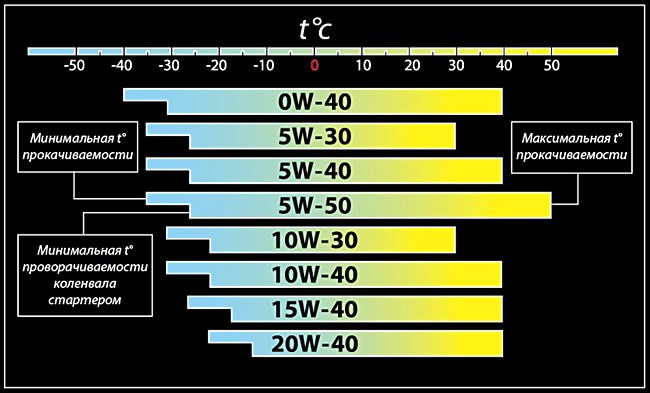 t°c
-50 -40 -30 -20 -10 0 10 20 30 40 50
0W-40
5W-30
Минимальная t°
прокачиваемости
Максимальная t°
прокачиваемости
5W-40
5W-50
10W-30
Минимальная t°
проворачиваемости
коленвала
стартером
10W-40
15W-40
20W-40